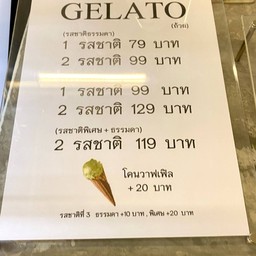 GELATO
(ถ้วย)
(รสชาติธรรมดา)
1 รสชาติ 79 บาท
2 รสชาติ 99 บาท
1 รสชาติ 99 บาท
2 รสชาติ 129 บาท
(รสชาติพิเศษ + ธรรมดา)
2 รสชาติ 119 บาท
โคนวาฟเฟิล
+ 20 บาท
รสชาติที่ 3 ธรรมดา +10 บาท , พิเศษ +20 บาท